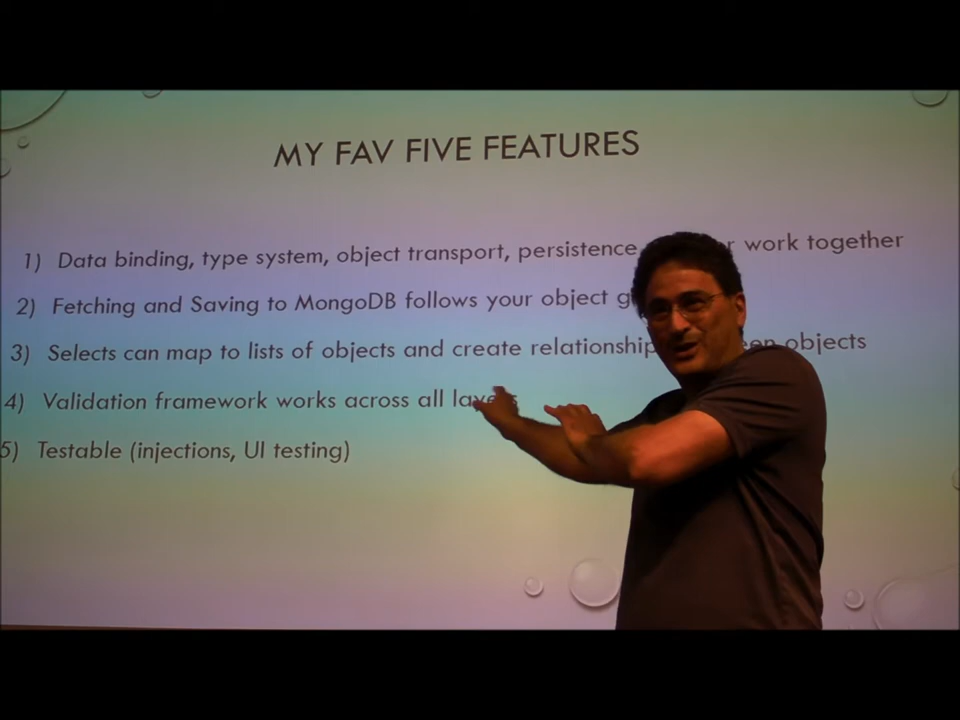 MY FAV FIVE FEATURES
1) Data binding, type system, object transport, persistence work together
2) Fetching and Saving to MongoDB follows your object
3) Selects can map to lists of objects and create relationship objects
4) Validation framework works across all layers
5) Testable (injections, UI testing)